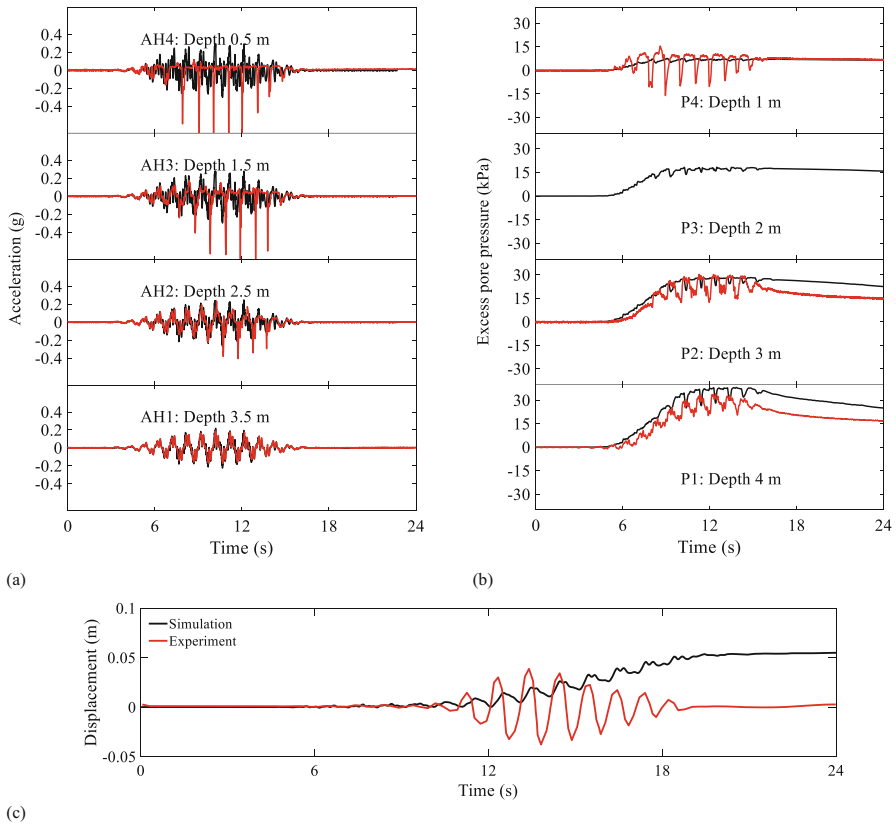 0.4
0.2
0
-0.2
-0.4
AH4: Depth 0.5 m
0.4
0.2
0
-0.2
-0.4
AH3: Depth 1.5 m
0.4
0.2
0
-0.2
-0.4
AH2: Depth 2.5 m
0.4
0.2
0
-0.2
-0.4
AH1: Depth 3.5 m
0 6 12 18 24
Time (s)
Acceleration (g)
(a)
30
15
0
-15
-30
P4: Depth 1 m
30
15
0
-15
-30
P3: Depth 2 m
30
15
0
-15
-30
P2: Depth 3 m
30
15
0
-15
-30
P1: Depth 4 m
0 6 12 18 24
Time (s)
Excess pore pressure (kPa)
(b)
0.1
0.05
0
-0.05
Simulation
Experiment
0 6 12 18 24
Time (s)
Displacement (m)
(c)